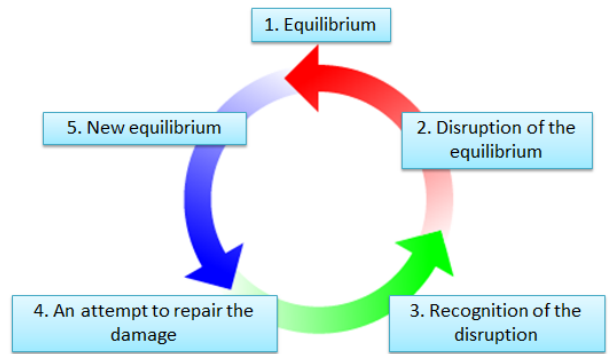 1. Equilibrium
2. Disruption of the
equilibrium
3. Recognition of the
disruption
4. An attempt to repair the
damage
5. New equilibrium